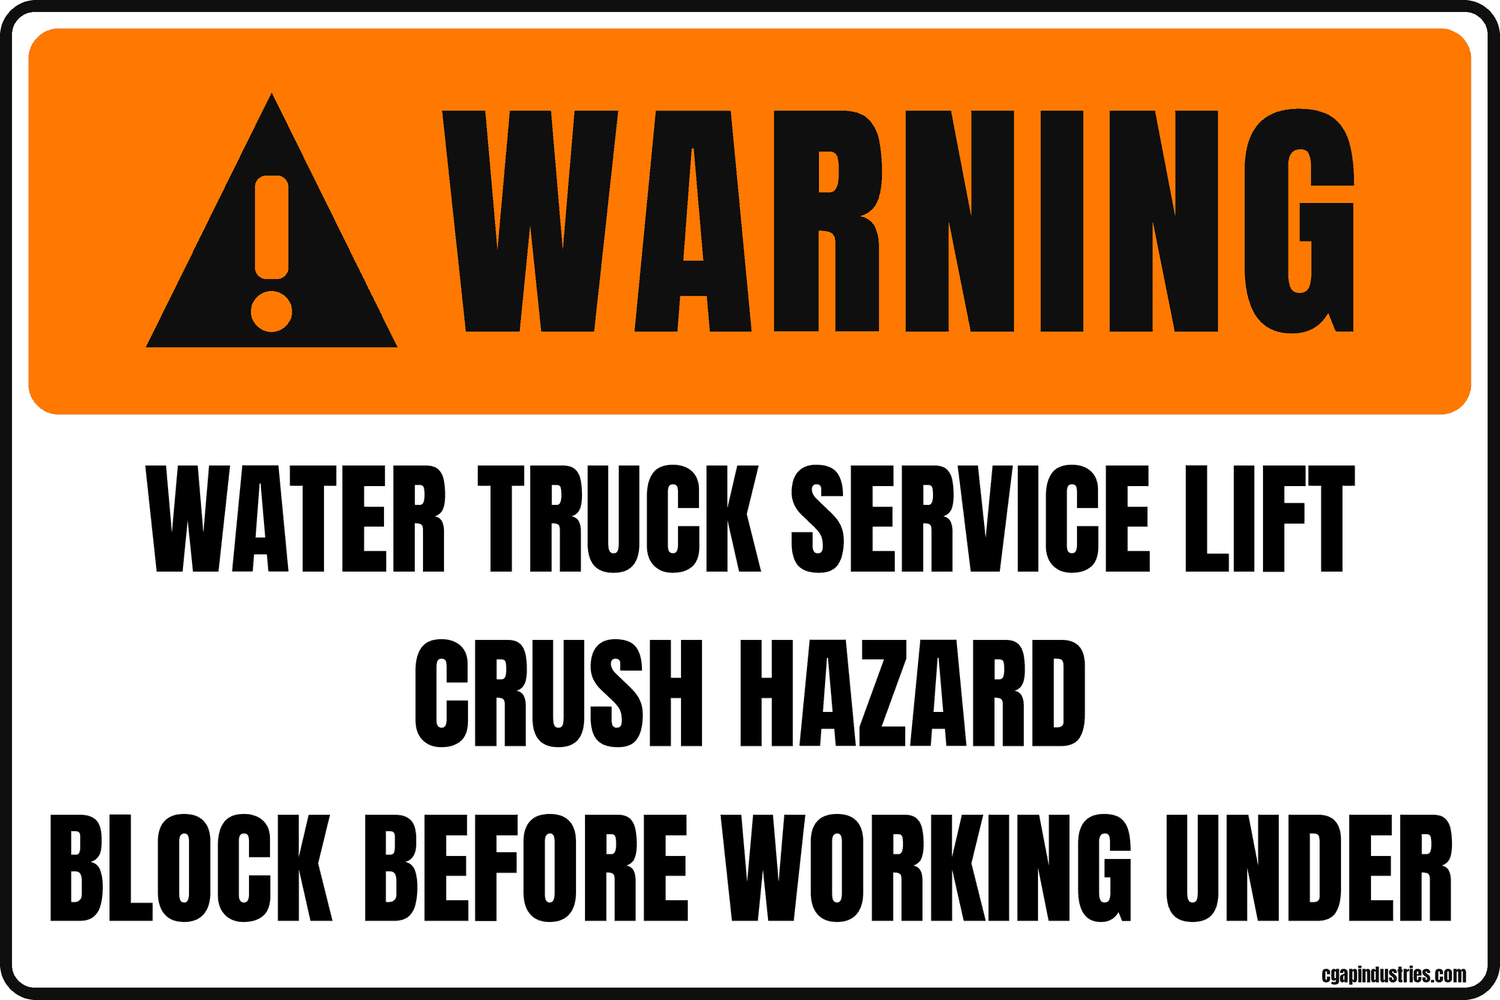 WARNING
WATER TRUCK SERVICE LIFT
CRUSH HAZARD
BLOCK BEFORE WORKING UNDER
cgapindustries.com